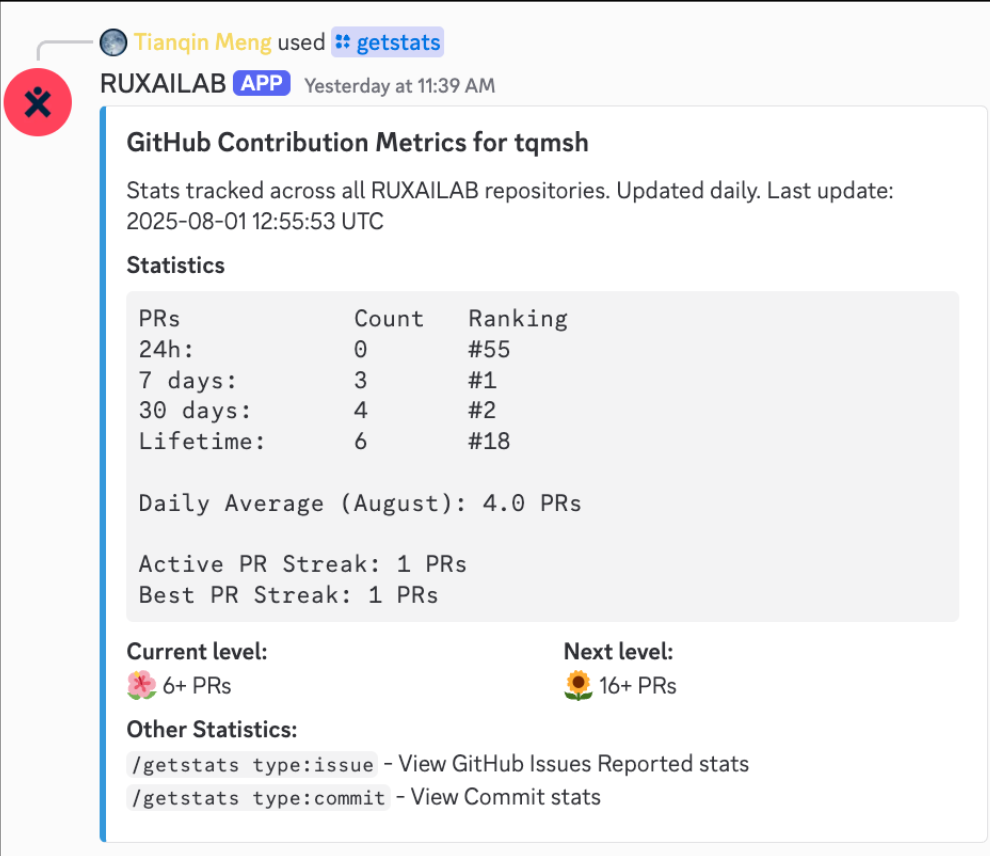 Tianqin Meng used getstats
RUXAILAB APP Yesterday at 11:39 AM
GitHub Contribution Metrics for tqmsh
Stats tracked across all RUXAILAB repositories. Updated daily. Last update:
2025-08-01 12:55:53 UTC
Statistics
PRs Count Ranking
24h: 0 #55
7 days: 3 #1
30 days: 4 #2
Lifetime: 6 #18
Daily Average (August): 4.0 PRs
Active PR Streak: 1 PRs
Best PR Streak: 1 PRs
Current level: Next level:
6+ PRs 16+ PRs
Other Statistics:
/getstats type:issue - View GitHub Issues Reported stats
/getstats type:commit - View Commit stats